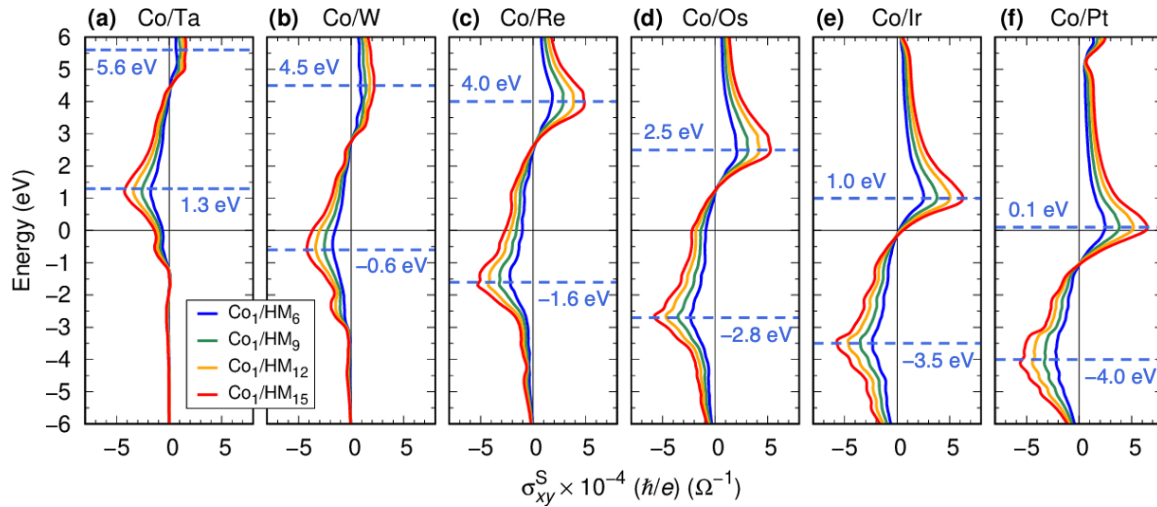 (a) Co/Ta (b) Co/W (c) Co/Re (d) Co/Os (e) Co/Ir (f) Co/Pt
6
5
4
3
2
1
0
−1
−2
−3
−4
−5
−6
Energy (eV)
5.6 eV
1.3 eV
4.5 eV
−0.6 eV
4.0 eV
−1.6 eV
2.5 eV
−2.8 eV
1.0 eV
−3.5 eV
0.1 eV
−4.0 eV
Co₁/HM₆
Co₁/HM₉
Co₁/HM₁₂
Co₁/HM₁₅
−5 0 5 −5 0 5 −5 0 5 −5 0 5 −5 0 5 −5 0 5
σ^S_xy × 10⁻⁴ (ℏ/e) (Ω⁻¹)